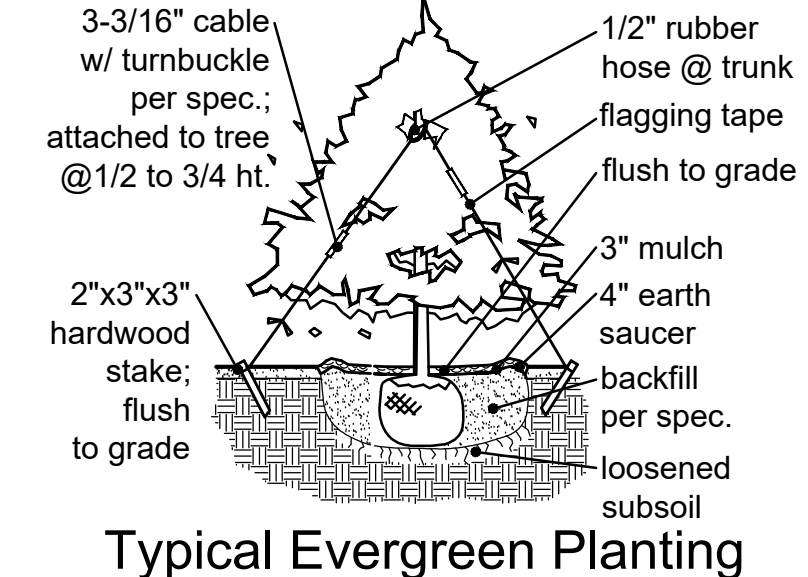 3-3/16" cable
w/ turnbuckle
per spec.;
attached to tree
@1/2 to 3/4 ht.
2"x3"x3"
hardwood
stake;
flush
to grade
1/2" rubber
hose @ trunk
flagging tape
flush to grade
3" mulch
4" earth
saucer
backfill
per spec.
loosened
subsoil
Typical Evergreen Planting